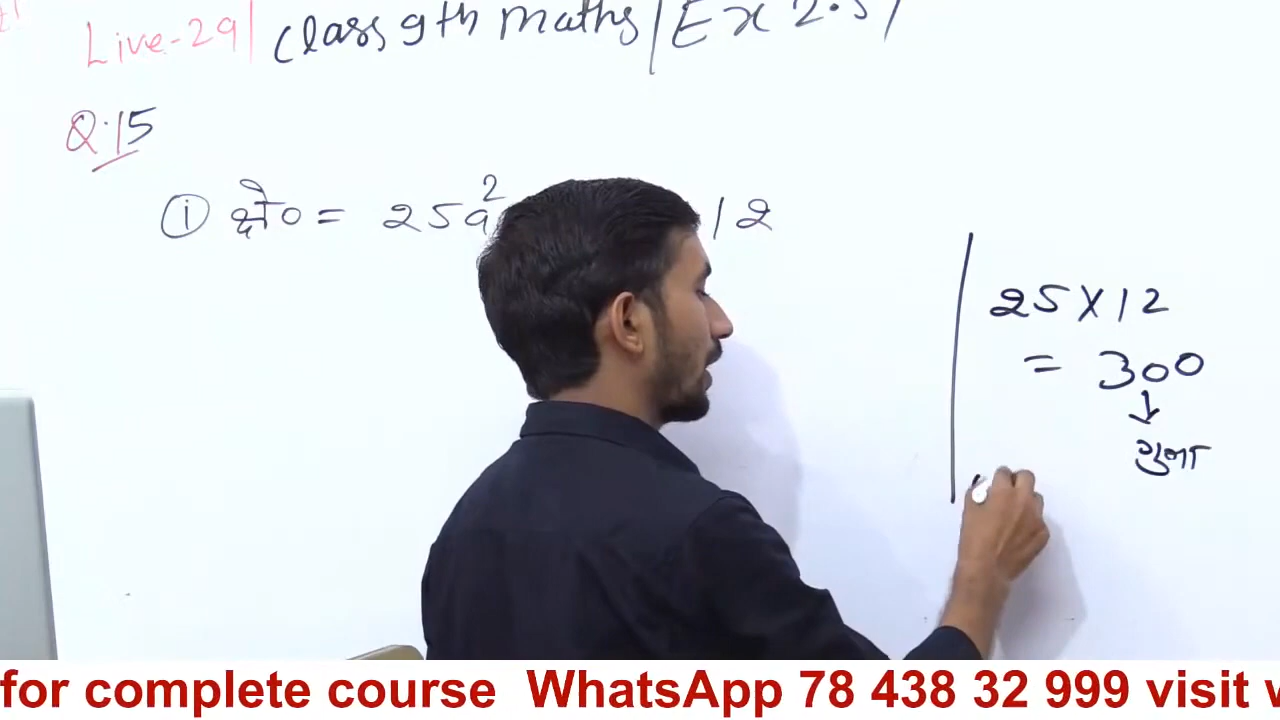 Live-29| Class 9th maths | Ex 2.5 |
Q.15
(i) क्षे० = 25a² 12
25 X 12
= 300
↓
गुना
for complete course WhatsApp 78 438 32 999 visit